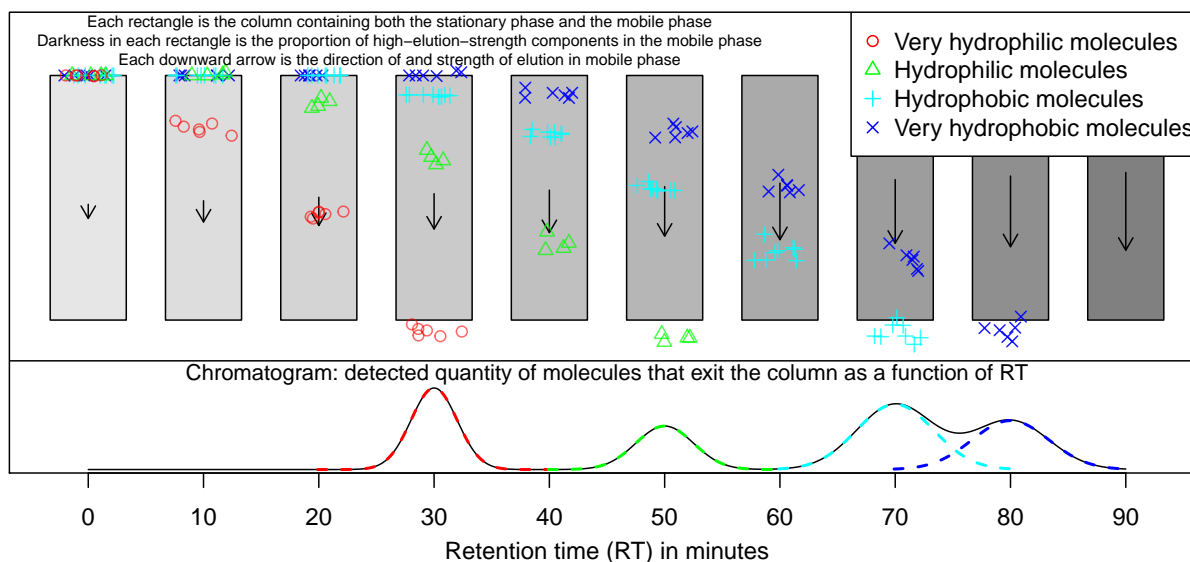 Each rectangle is the column containing both the stationary phase and the mobile phase
Darkness in each rectangle is the proportion of high−elution−strength components in the mobile phase
Each downward arrow is the direction of and strength of elution in mobile phase
Very hydrophilic molecules
Hydrophilic molecules
Hydrophobic molecules
Very hydrophobic molecules
Chromatogram: detected quantity of molecules that exit the column as a function of RT
0 10 20 30 40 50 60 70 80 90
Retention time (RT) in minutes